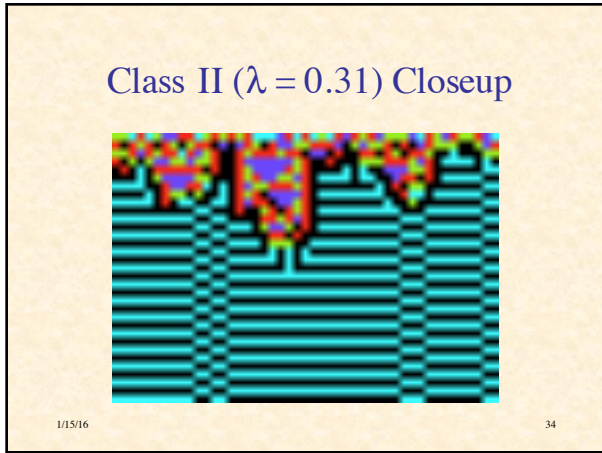 Class II (λ = 0.31) Closeup
1/15/16
34